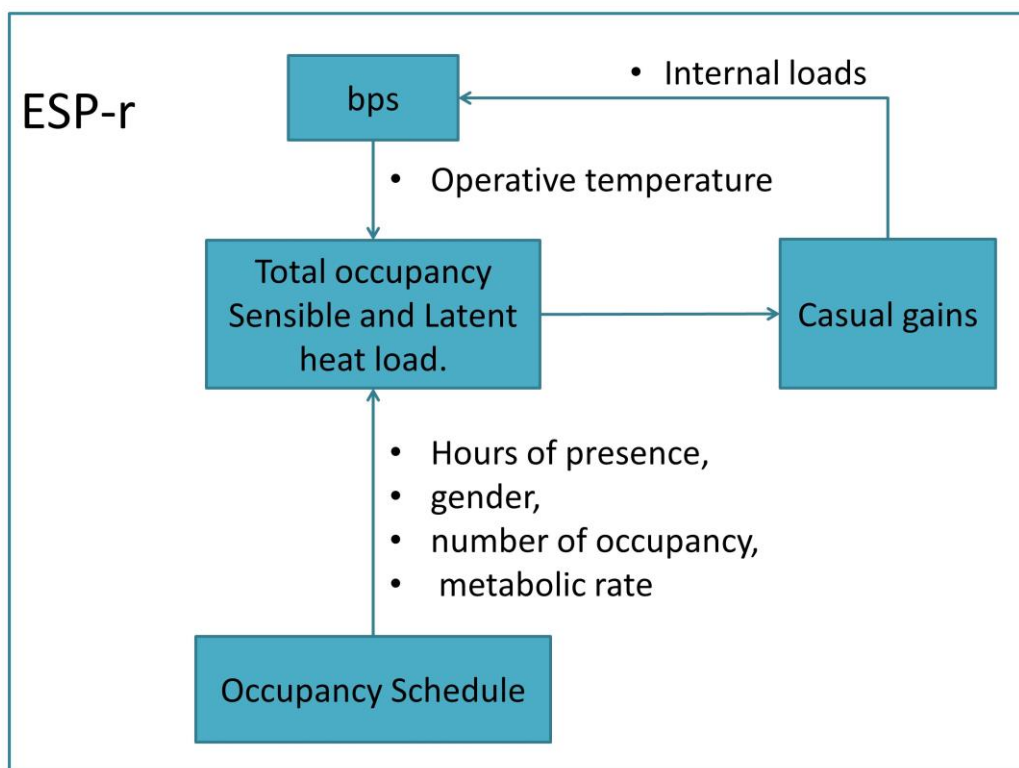 ESP-r
bps
• Internal loads
• Operative temperature
Total occupancy
Sensible and Latent
heat load.
Casual gains
• Hours of presence,
• gender,
• number of occupancy,
• metabolic rate
Occupancy Schedule